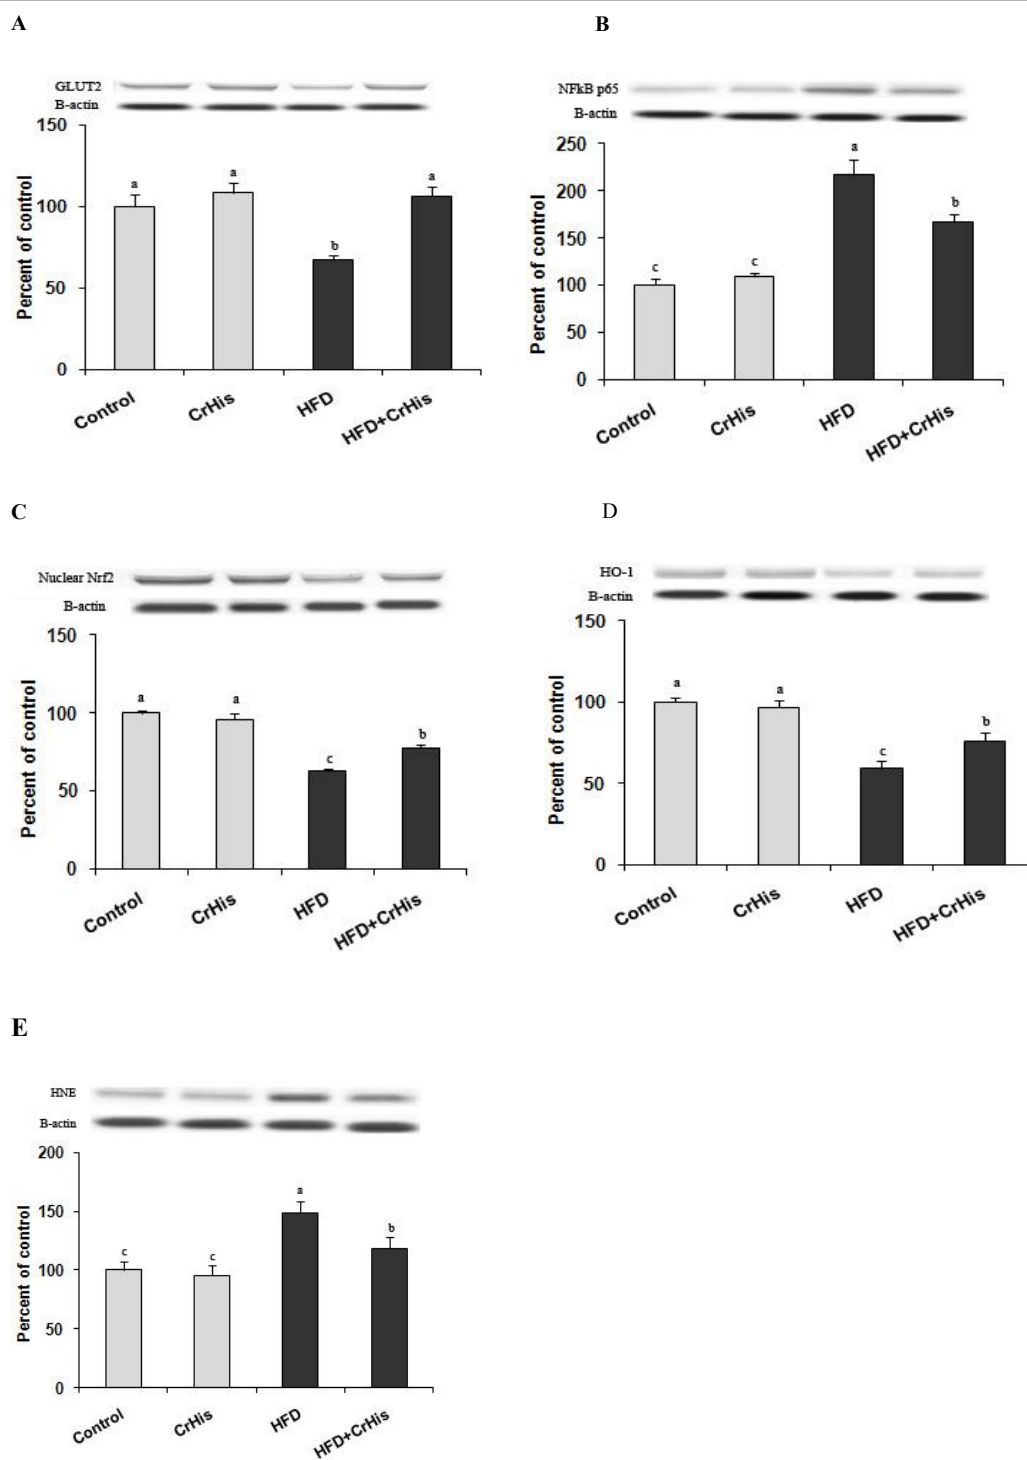 A
GLUT2
B-actin
150
100
50
0
Percent of control
a
a
b
a
Control
CrHis
HFD
HFD+CrHis
B
NFkB p65
B-actin
250
200
150
100
50
0
Percent of control
c
c
a
b
Control
CrHis
HFD
HFD+CrHis
C
Nuclear Nrf2
B-actin
150
100
50
0
Percent of control
a
a
c
b
Control
CrHis
HFD
HFD+CrHis
D
HO-1
B-actin
150
100
50
0
Percent of control
a
a
c
b
Control
CrHis
HFD
HFD+CrHis
E
HNE
B-actin
200
150
100
50
0
Percent of control
c
c
a
b
Control
CrHis
HFD
HFD+CrHis